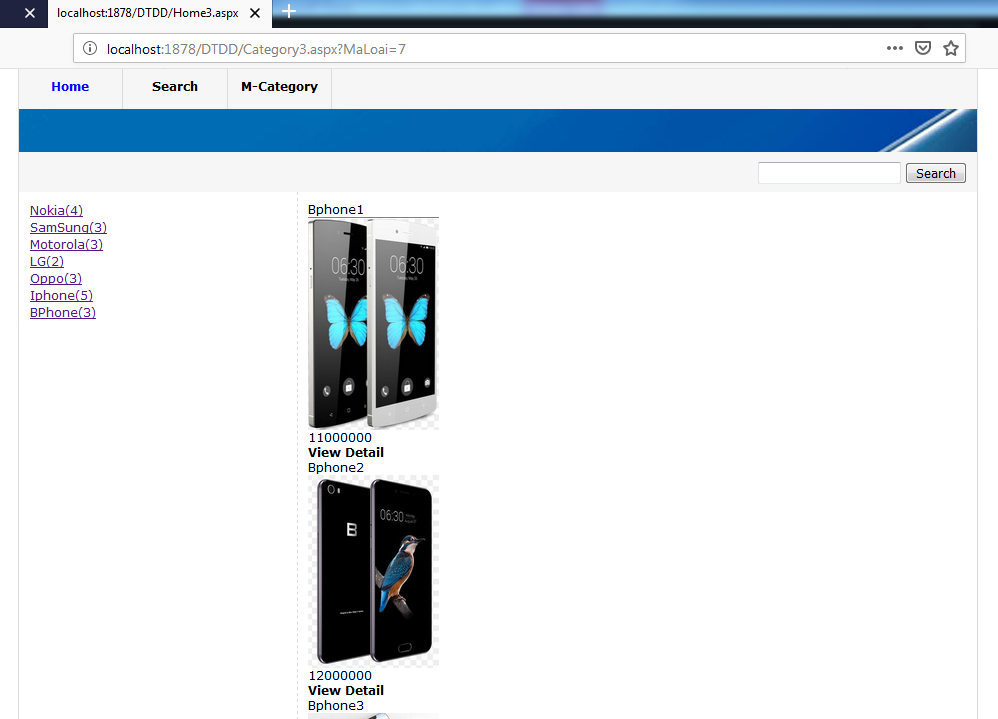 localhost:1878/DTDD/Home3.aspx
localhost:1878/DTDD/Category3.aspx?MaLoai=7
Home Search M-Category
Search
Nokia(4)
SamSung(3)
Motorola(3)
LG(2)
Oppo(3)
Iphone(5)
BPhone(3)
Bphone1
06:30 06:30
11000000
View Detail
Bphone2
06:30
B
12000000
View Detail
Bphone3